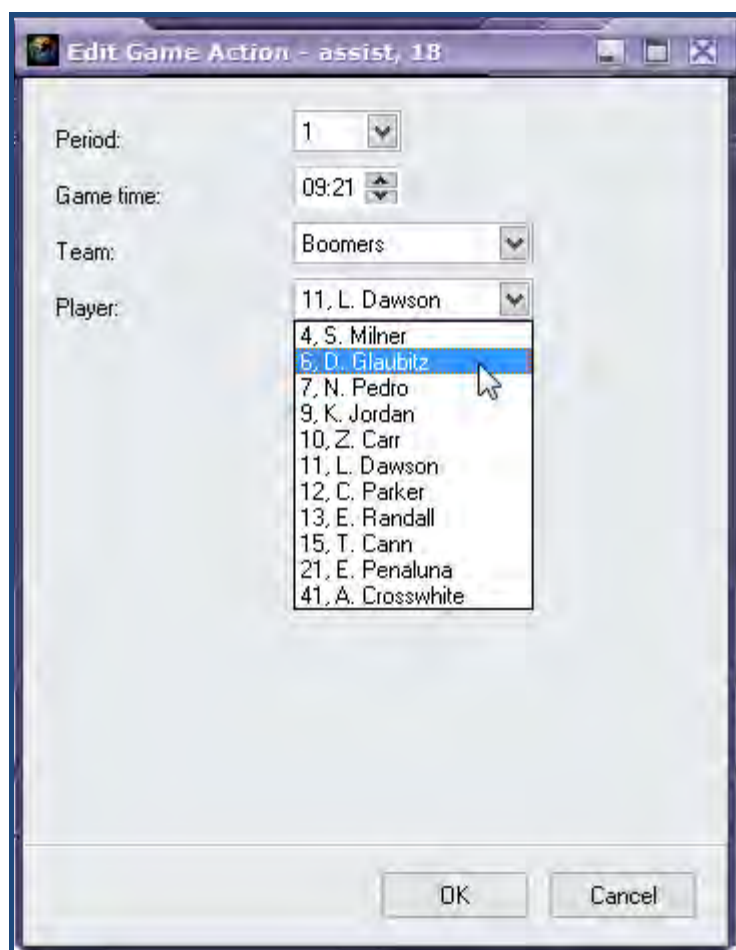 Edit Game Action - assist, 18
Period: 1
Game time: 09:21
Team: Boomers
Player: 11, L. Dawson
4, S. Milner
6, D. Glaubitz
7, N. Pedro
9, K. Jordan
10, Z. Carr
11, L. Dawson
12, C. Parker
13, E. Randall
15, T. Cann
21, E. Penaluna
41, A. Crosswhite
OK Cancel